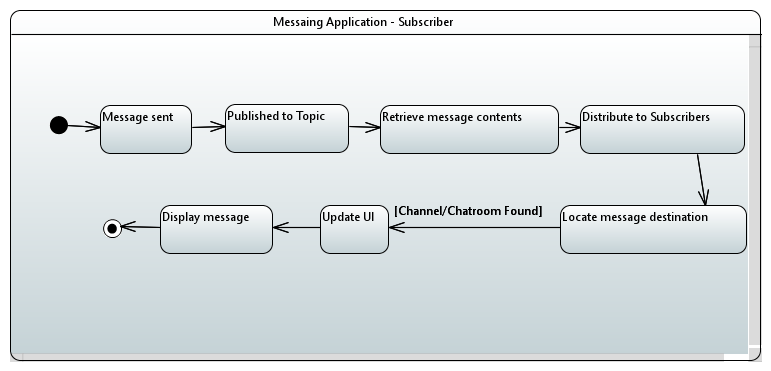 Messaing Application - Subscriber
Message sent
Published to Topic
Retrieve message contents
Distribute to Subscribers
Display message
Update UI
[Channel/Chatroom Found]
Locate message destination